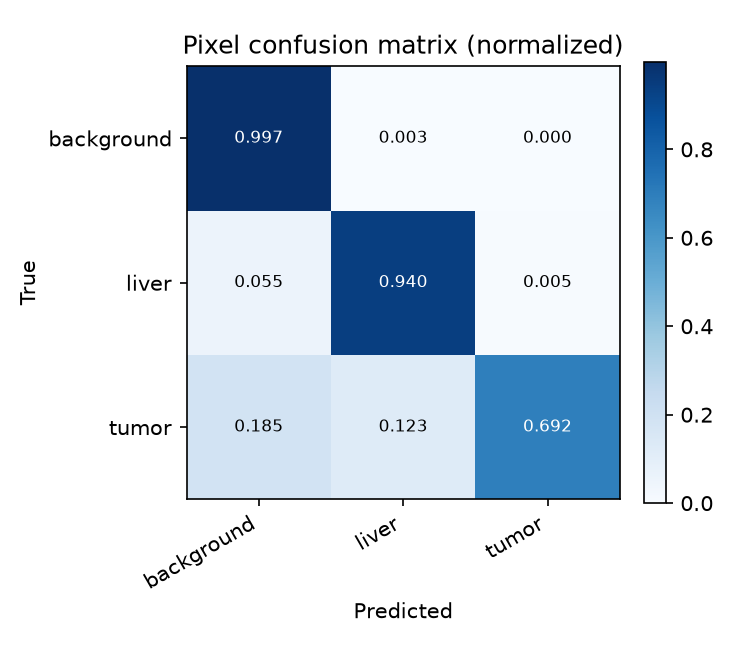 Pixel confusion matrix (normalized)
background 0.997 0.003 0.000
liver 0.055 0.940 0.005
tumor 0.185 0.123 0.692
background liver tumor
Predicted
True
0.8
0.6
0.4
0.2
0.0